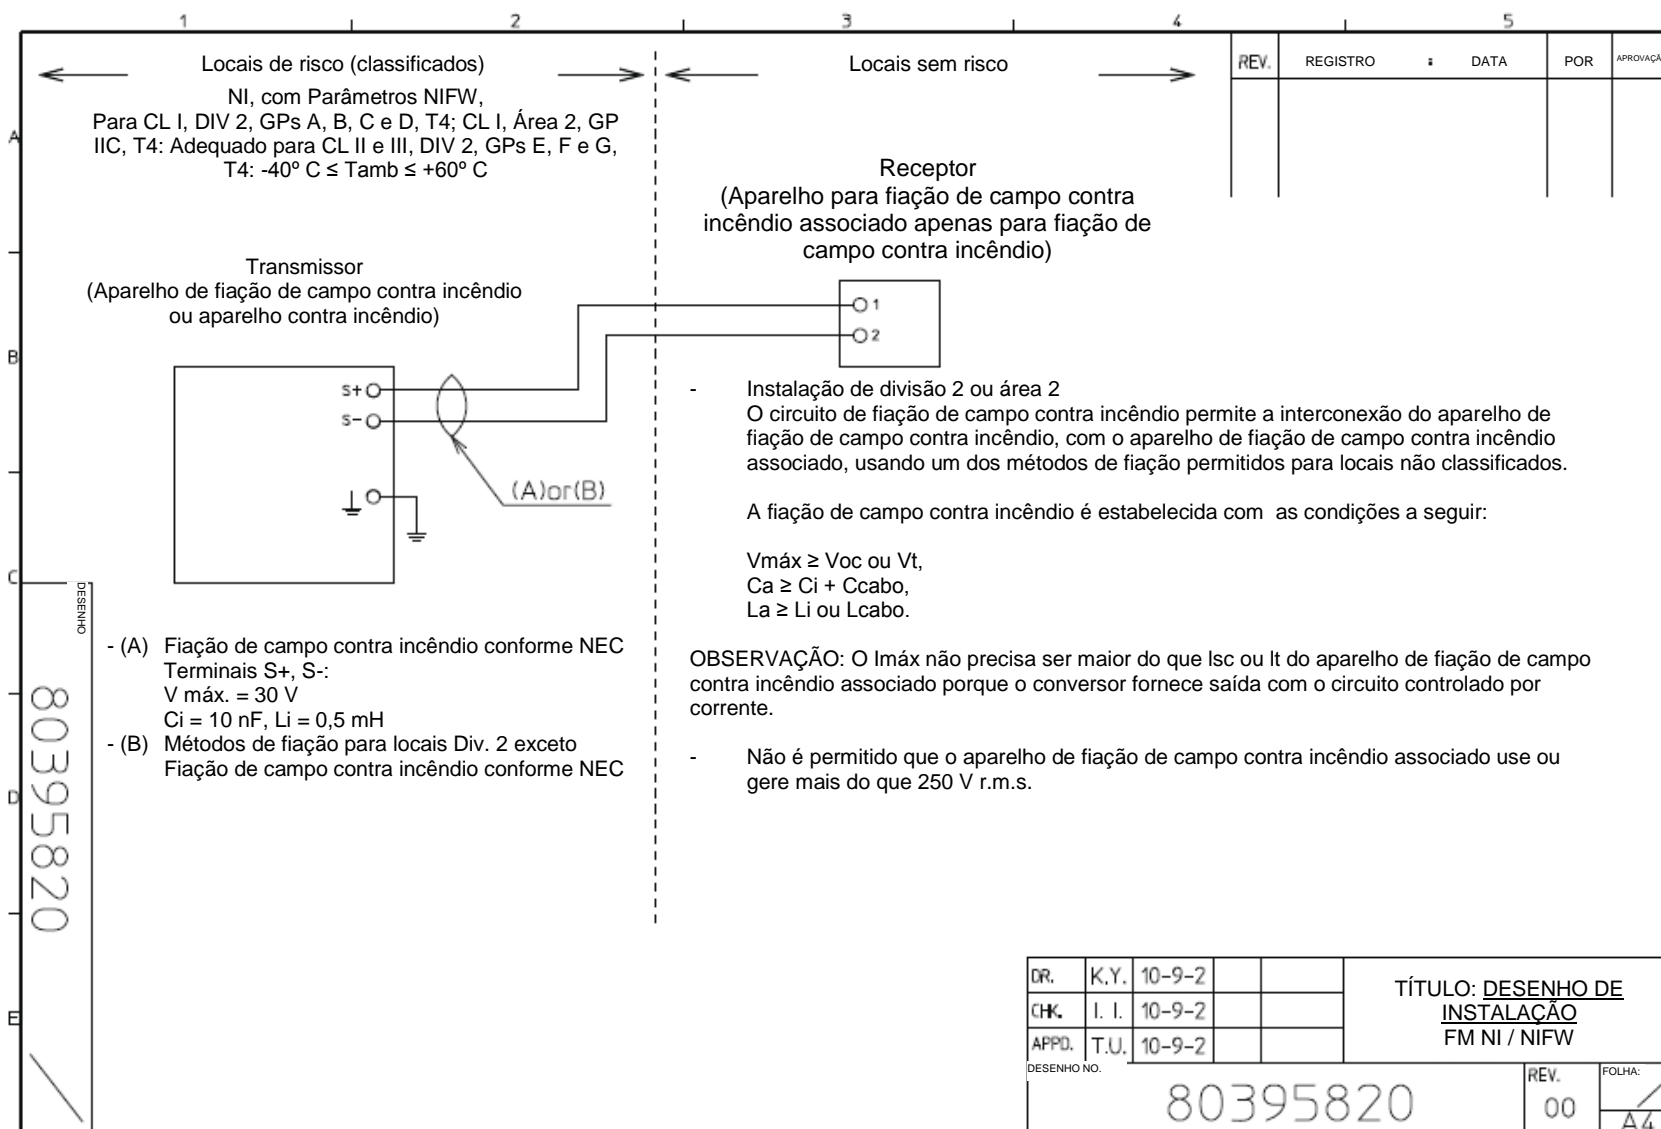 1 2 3 4 5
A
B
C
D
E
Locais de risco (classificados)
NI, com Parâmetros NIFW,
Para CL I, DIV 2, GPs A, B, C e D, T4; CL I, Área 2, GP
IIC, T4: Adequado para CL II e III, DIV 2, GPs E, F e G,
T4: -40º C ≤ Tamb ≤ +60º C
Locais sem risco
REV. REGISTRO : DATA POR APROVAÇÃ
Receptor
(Aparelho para fiação de campo contra
incêndio associado apenas para fiação de
campo contra incêndio)
1
2
Transmissor
(Aparelho de fiação de campo contra incêndio
ou aparelho contra incêndio)
S+
S-
(A)or(B)
- Instalação de divisão 2 ou área 2
O circuito de fiação de campo contra incêndio permite a interconexão do aparelho de
fiação de campo contra incêndio, com o aparelho de fiação de campo contra incêndio
associado, usando um dos métodos de fiação permitidos para locais não classificados.
A fiação de campo contra incêndio é estabelecida com as condições a seguir:
Vmáx ≥ Voc ou Vt,
Ca ≥ Ci + Ccabo,
La ≥ Li ou Lcabo.
OBSERVAÇÃO: O Imáx não precisa ser maior do que Isc ou It do aparelho de fiação de campo
contra incêndio associado porque o conversor fornece saída com o circuito controlado por
corrente.
- Não é permitido que o aparelho de fiação de campo contra incêndio associado use ou
gere mais do que 250 V r.m.s.
- (A) Fiação de campo contra incêndio conforme NEC
Terminais S+, S-:
V máx. = 30 V
Ci = 10 nF, Li = 0,5 mH
- (B) Métodos de fiação para locais Div. 2 exceto
Fiação de campo contra incêndio conforme NEC
DESENHO
80395820
DR. K.Y. 10-9-2
CHK. I. I. 10-9-2
APPD. T.U. 10-9-2
TÍTULO: DESENHO DE
INSTALAÇÃO
FM NI / NIFW
DESENHO NO.
80395820
REV.
00
FOLHA:
A4